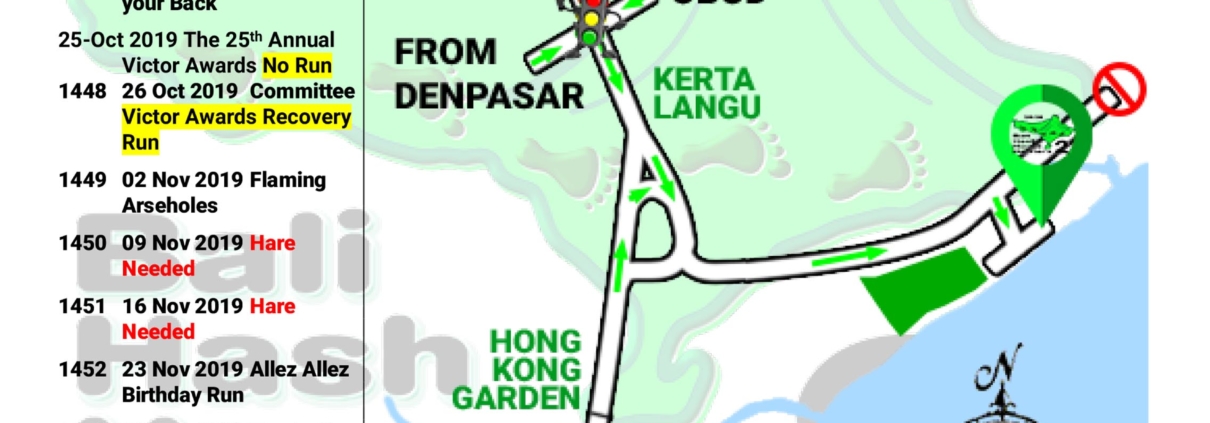 your Back
25-Oct 2019 The 25th Annual
Victor Awards No Run
1448 26 Oct 2019 Committee
Victor Awards Recovery
Run
1449 02 Nov 2019 Flaming
Arseholes
1450 09 Nov 2019 Hare
Needed
1451 16 Nov 2019 Hare
Needed
1452 23 Nov 2019 Allez Allez
Birthday Run
Bali
Hash
FROM
DENPASAR
KERTA
LANGU
HONG
KONG
GARDEN
N